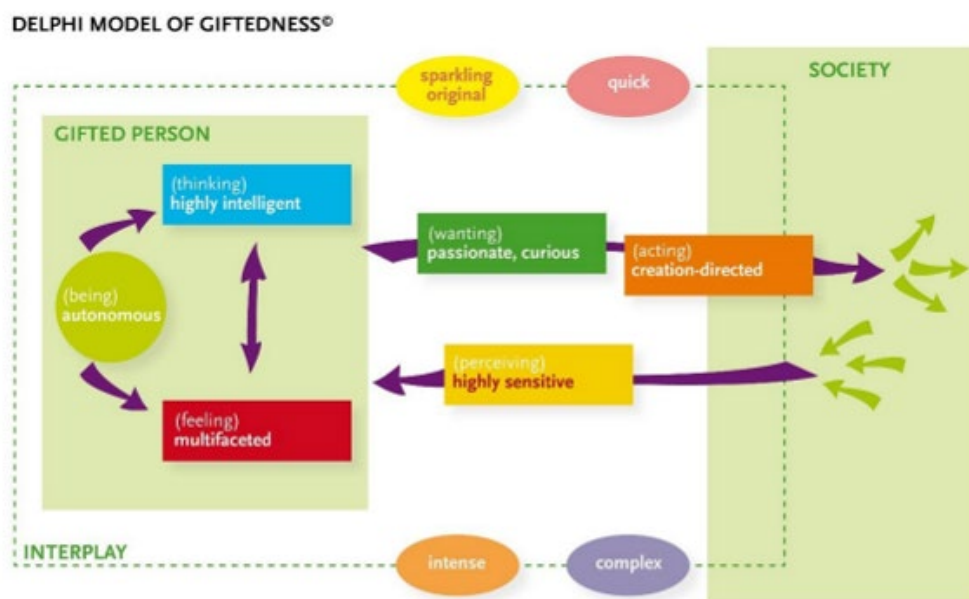 DELPHI MODEL OF GIFTEDNESS©
sparkling
original
quick
SOCIETY
GIFTED PERSON
(thinking)
highly intelligent
(wanting)
passionate, curious
(acting)
creation-directed
(being)
autonomous
(perceiving)
highly sensitive
(feeling)
multifaceted
INTERPLAY
intense
complex